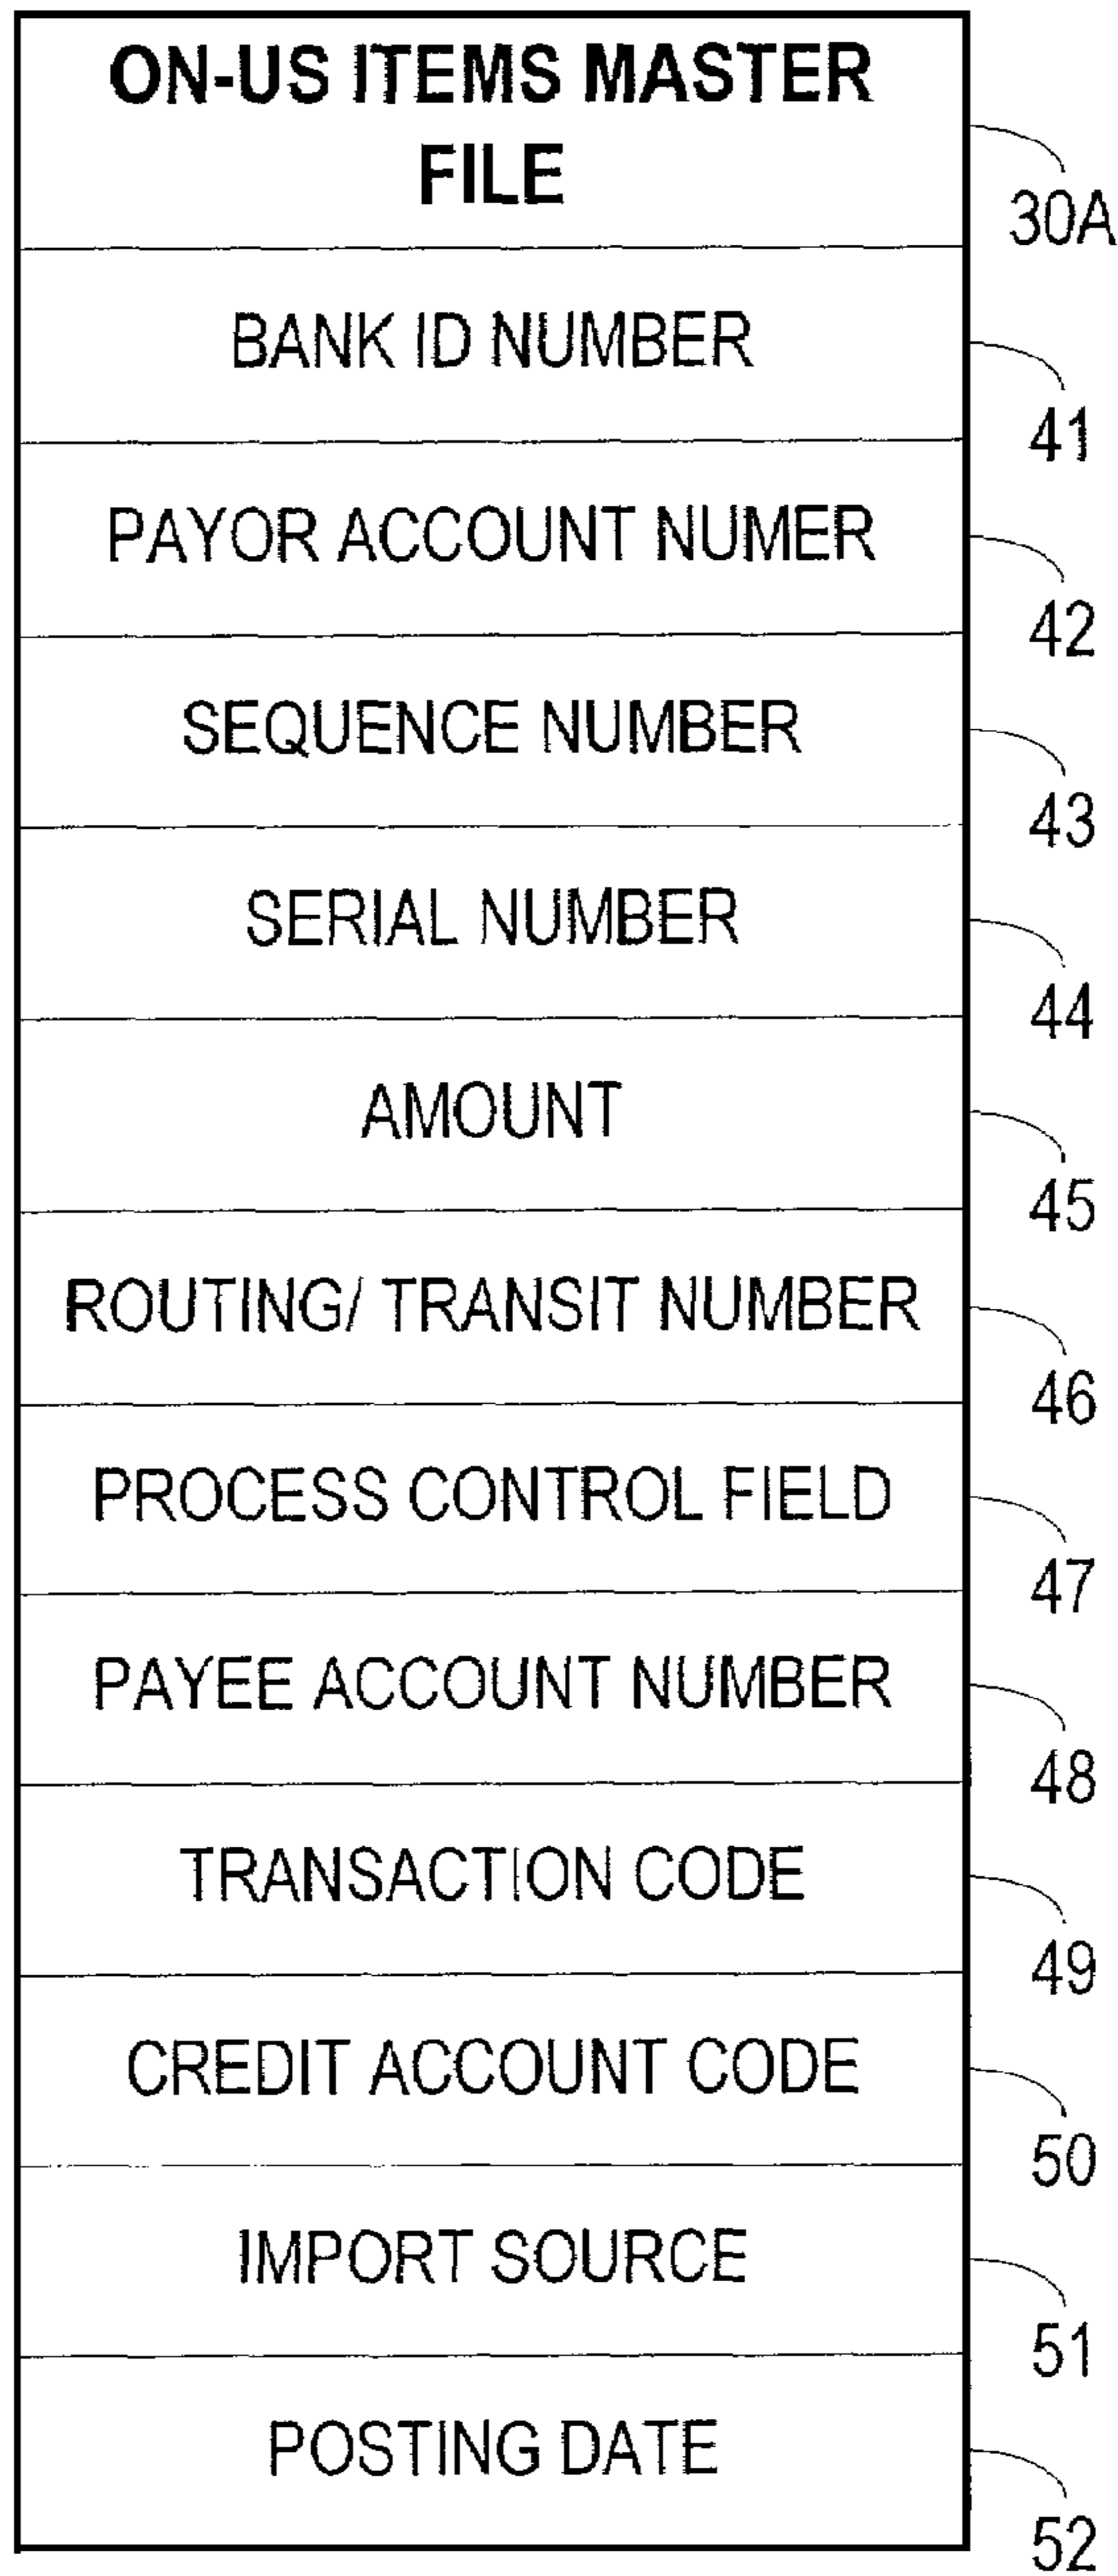 ON-US ITEMS MASTER
FILE
30A
BANK ID NUMBER
41
PAYOR ACCOUNT NUMER
42
SEQUENCE NUMBER
43
SERIAL NUMBER
44
AMOUNT
45
ROUTING/ TRANSIT NUMBER
46
PROCESS CONTROL FIELD
47
PAYEE ACCOUNT NUMBER
48
TRANSACTION CODE
49
CREDIT ACCOUNT CODE
50
IMPORT SOURCE
51
POSTING DATE
52